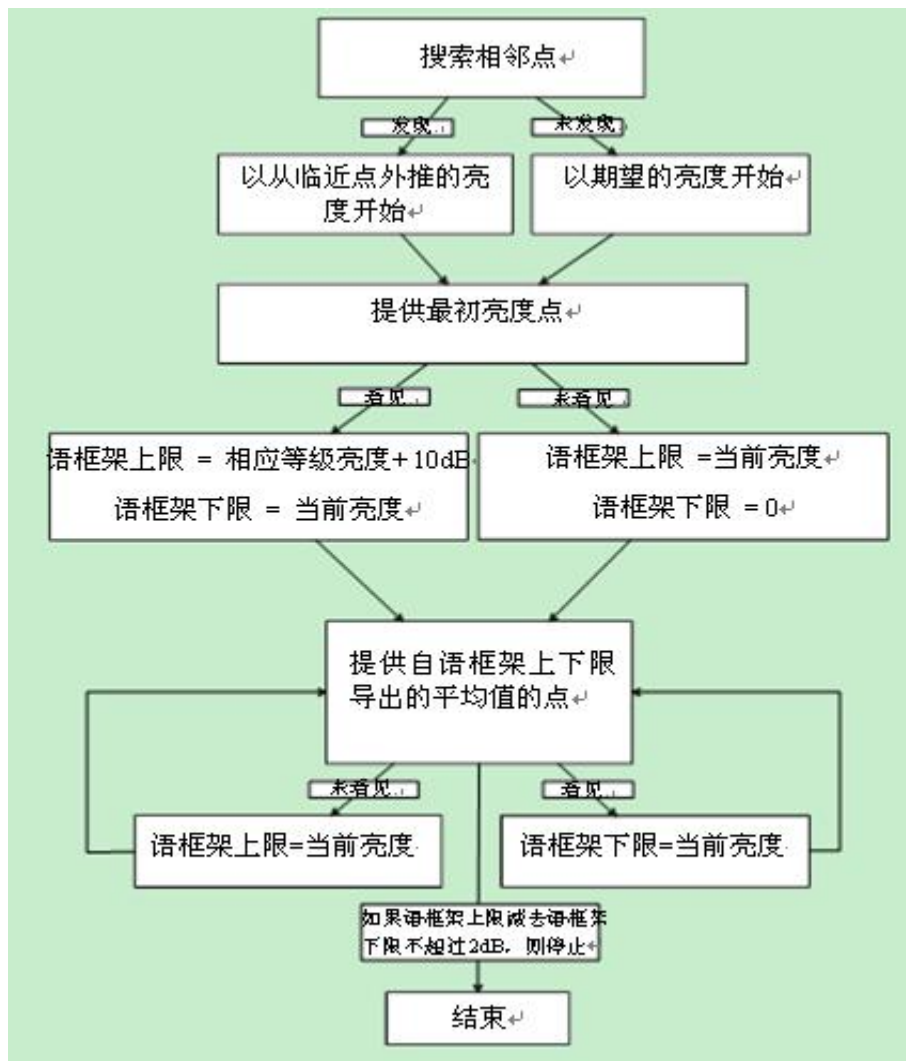 搜索相邻点
发现
未发现
以从临近点外推的亮
度开始
以期望的亮度开始
提供最初亮度点
看见
未看见
语框架上限 = 相应等级亮度+10dB
语框架下限 = 当前亮度
语框架上限 =当前亮度
语框架下限 =0
提供自语框架上下限
导出的平均值的点
未看见
看见
语框架上限=当前亮度
语框架下限=当前亮度
如果语框架上限减去语框架
下限不超过2dB, 则停止
结束